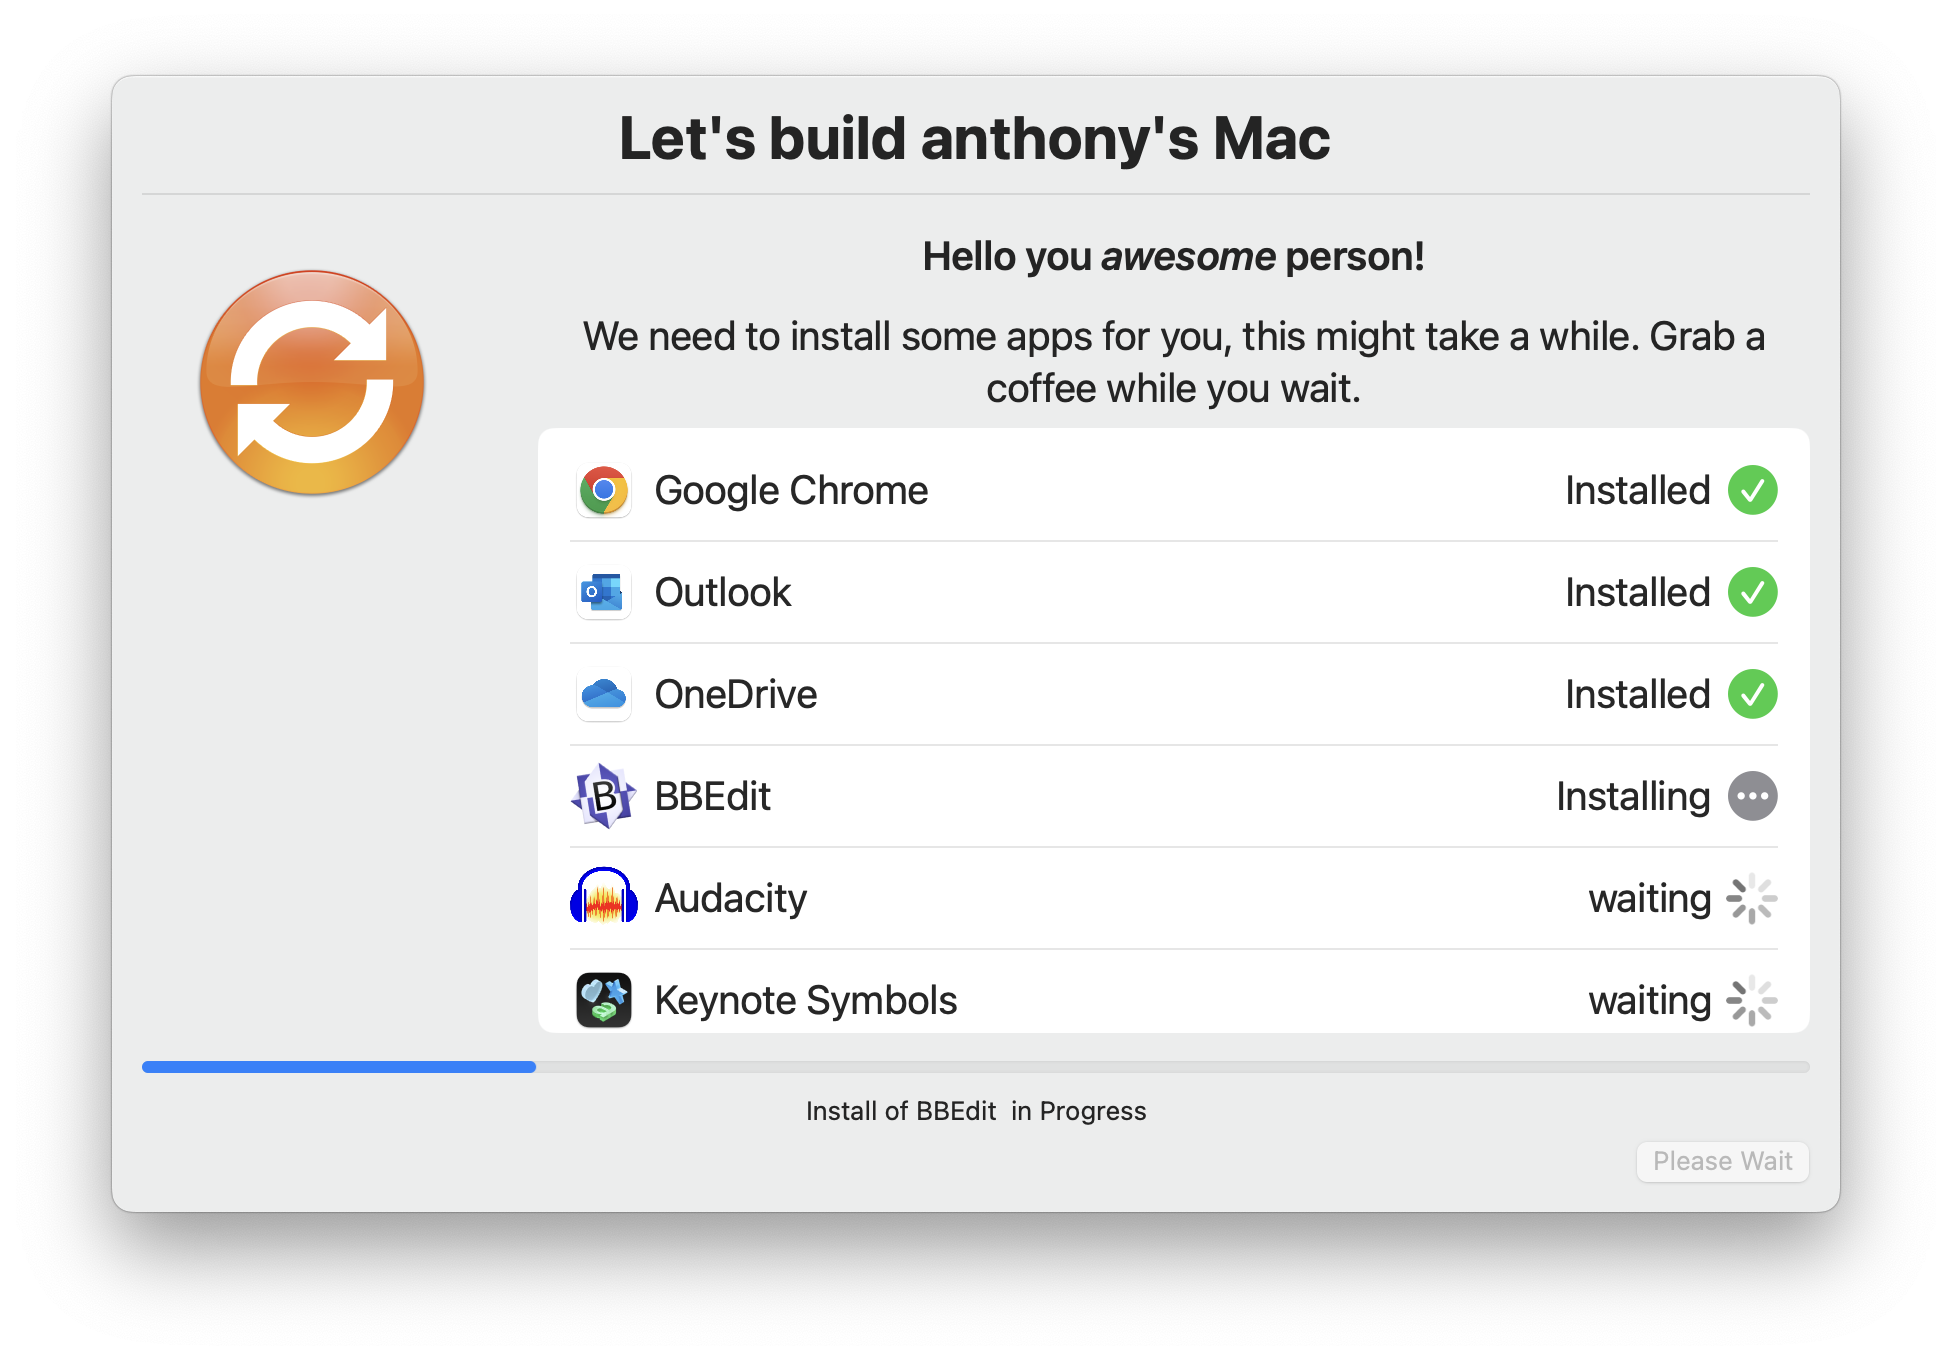 Let's build anthony's Mac
Hello you awesome person!
We need to install some apps for you, this might take a while. Grab a
coffee while you wait.
Google Chrome Installed
Outlook Installed
OneDrive Installed
B BBEdit Installing
Audacity waiting
Keynote Symbols waiting
Install of BBEdit  in Progress
Please Wait